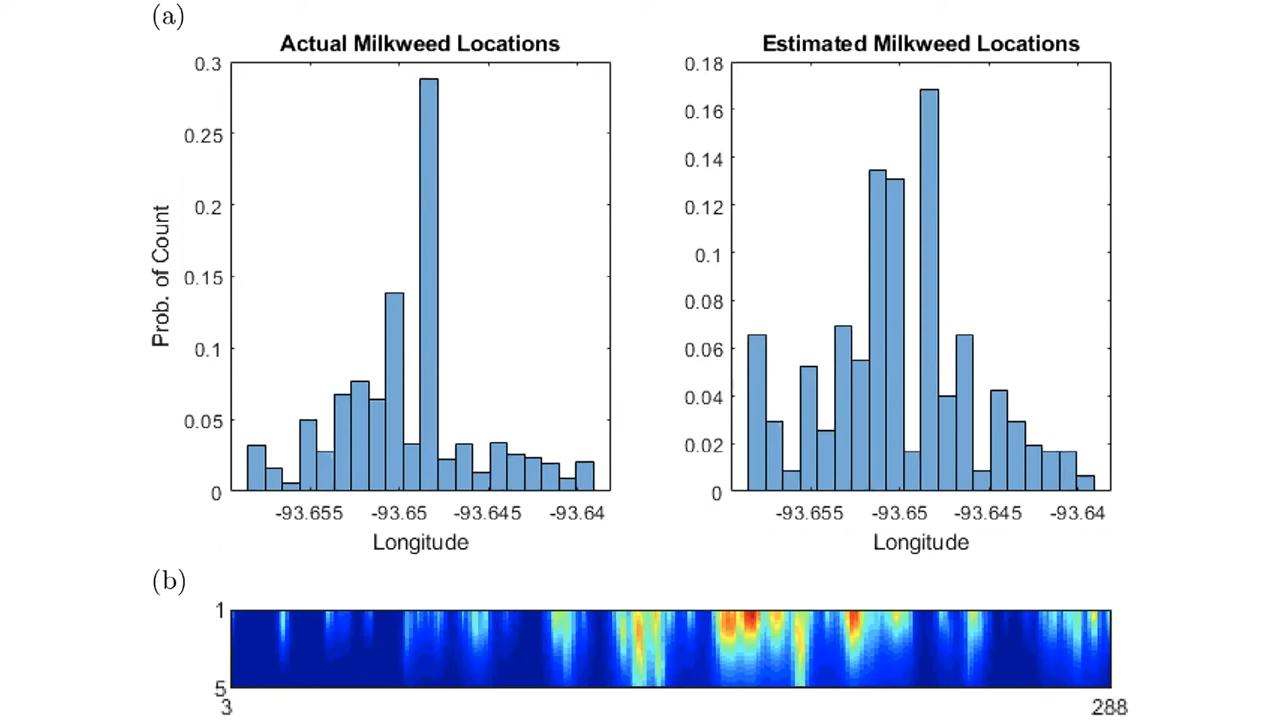 (a)
Actual Milkweed Locations
Prob. of Count
0.3
0.25
0.2
0.15
0.1
0.05
0
-93.655 -93.65 -93.645 -93.64
Longitude
Estimated Milkweed Locations
0.18
0.16
0.14
0.12
0.1
0.08
0.06
0.04
0.02
0
-93.655 -93.65 -93.645 -93.64
Longitude
(b)
1
5
3 288